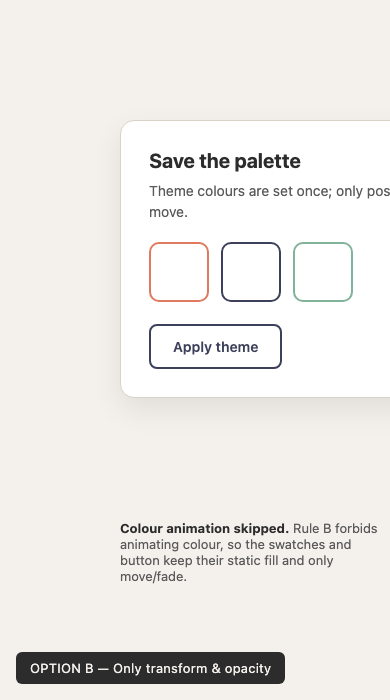 Save the palette
Theme colours are set once; only pos
move.
Apply theme
Colour animation skipped. Rule B forbids
animating colour, so the swatches and
button keep their static fill and only
move/fade.
OPTION B — Only transform & opacity